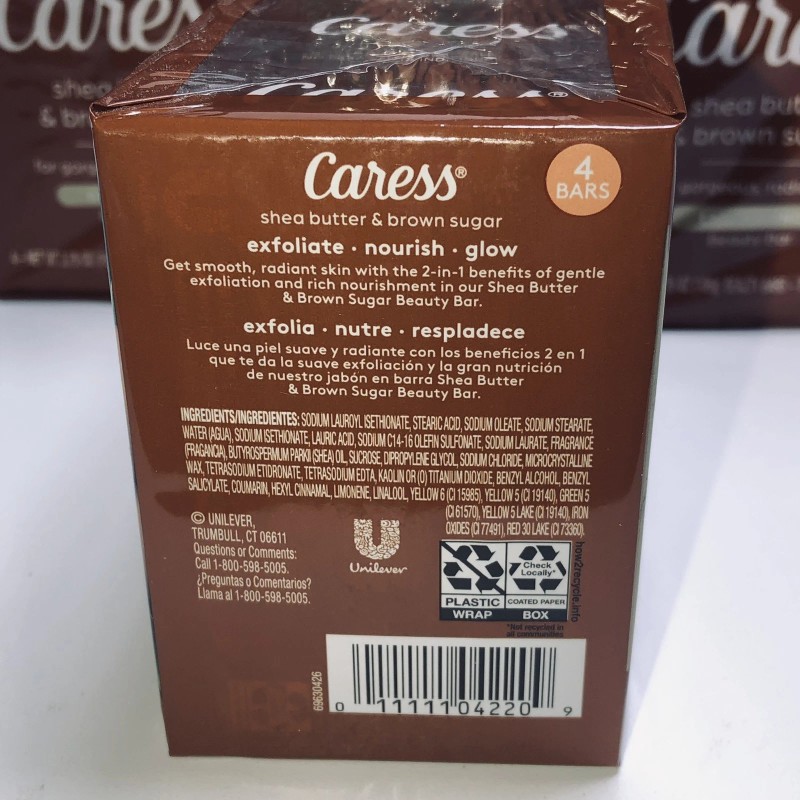 Caress
Caress
Caress®
shea butter & brown sugar
4
BARS
exfoliate · nourish · glow
Get smooth, radiant skin with the 2-in-1 benefits of gentle
exfoliation and rich nourishment in our Shea Butter
& Brown Sugar Beauty Bar.
exfolia · nutre · respladece
Luce una piel suave y radiante con los beneficios 2 en 1
que te da la suave exfoliación y la gran nutrición
de nuestro jabón en barra Shea Butter
& Brown Sugar Beauty Bar.
INGREDIENTS/INGREDIENTES: SODIUM LAUROYL ISETHIONATE, STEARIC ACID, SODIUM OLEATE, SODIUM STEARATE,
WATER (AGUA), SODIUM ISETHIONATE, LAURIC ACID, SODIUM C14-16 OLEFIN SULFONATE, SODIUM LAURATE, FRAGRANCE
(FRAGANCIA), BUTYROSPERMUM PARKII (SHEA) OIL, SUCROSE, DIPROPYLENE GLYCOL, SODIUM CHLORIDE, MICROCRYSTALLINE
WAX, TETRASODIUM ETIDRONATE, TETRASODIUM EDTA, KAOLIN OR (O) TITANIUM DIOXIDE, BENZYL ALCOHOL, BENZYL
SALICYLATE, COUMARIN, HEXYL CINNAMAL, LIMONENE, LINALOOL, YELLOW 6 (CI 15985), YELLOW 5 (CI 19140), GREEN 5
(CI 61570), YELLOW 5 LAKE (CI 19140), IRON
OXIDES (CI 77491), RED 30 LAKE (CI 73360).
© UNILEVER,
TRUMBULL, CT 06611
Questions or Comments:
Call 1-800-598-5005.
¿Preguntas o Comentarios?
Llama al 1-800-598-5005.
Unilever
Check
Locally*
PLASTIC
WRAP
COATED PAPER
BOX
how2recycle.info
*Not recycled in
all communities
69630426
0 11111 04220 9